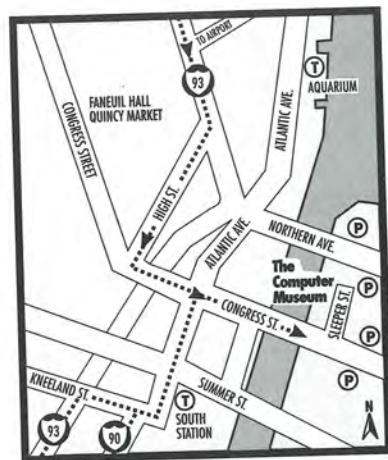 TO AIRPORT
93
T
AQUARIUM
FANEUIL HALL
QUINCY MARKET
CONGRESS STREET
ATLANTIC AVE.
HIGH ST.
ATLANTIC AVE.
NORTHERN AVE.
P
The
Computer
Museum
P
CONGRESS ST.
SLEEPER ST.
P
KNEELAND ST.
SUMMER ST.
P
T
SOUTH
STATION
93
90
N